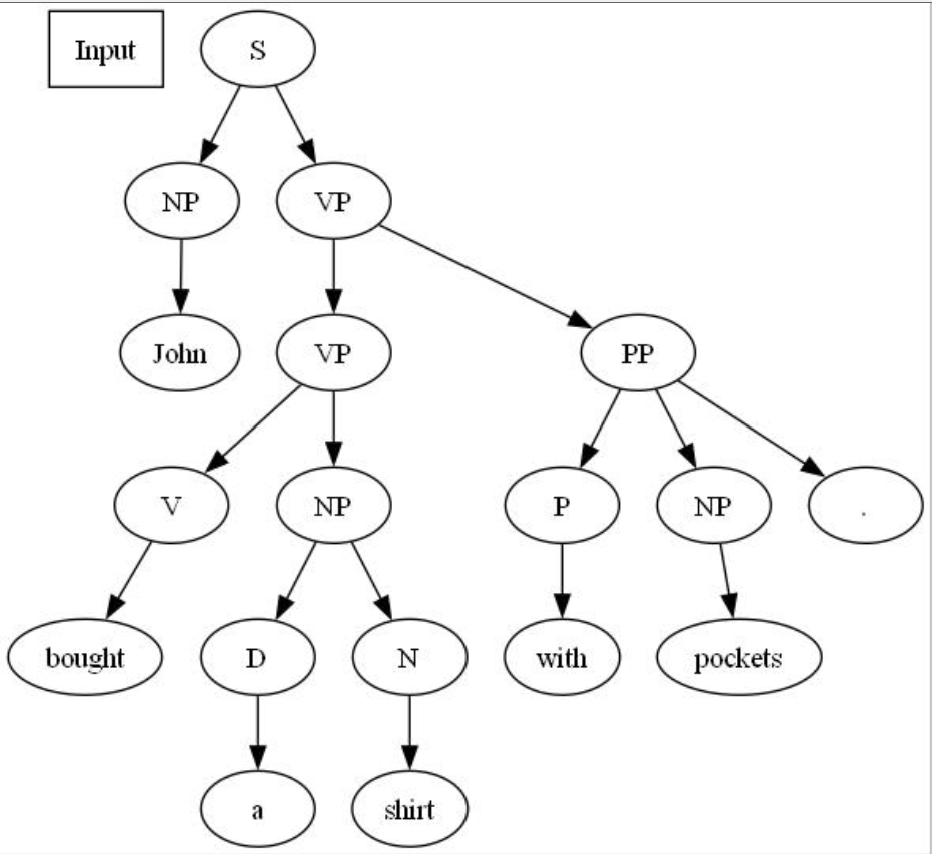 Input
S
NP
VP
John
VP
PP
V
NP
P
NP
.
bought
D
N
with
pockets
a
shirt